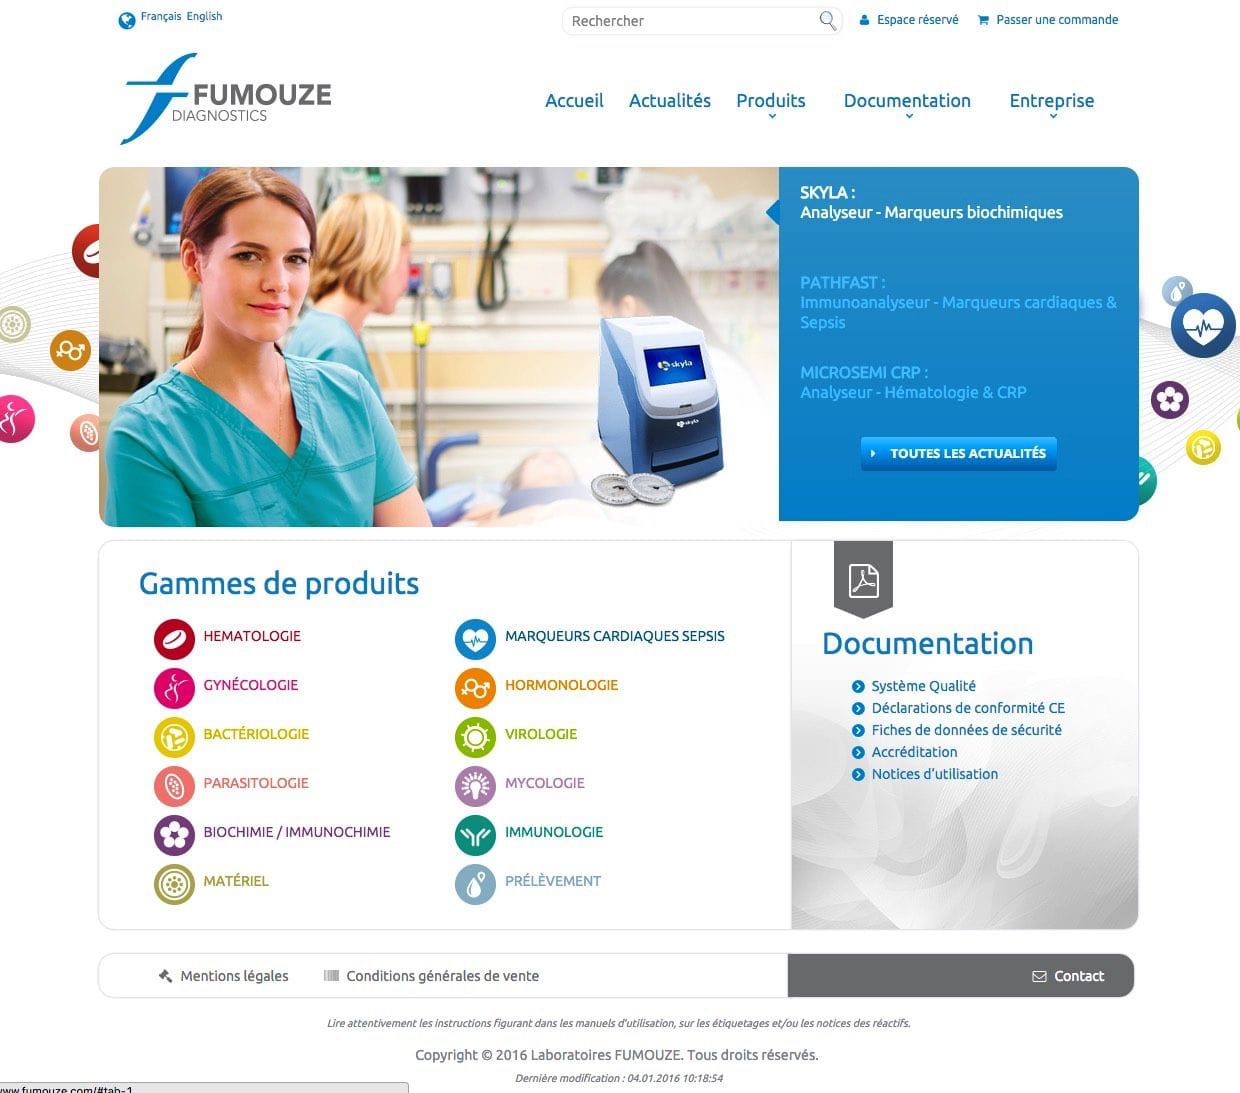 Français English
Rechercher
Espace réservé
Passer une commande
FUMOUZE
DIAGNOSTICS
Accueil
Actualités
Produits
Documentation
Entreprise
skyla
skyla
SKYLA :
Analyseur - Marqueurs biochimiques
PATHFAST :
Immunoanalyseur - Marqueurs cardiaques &
Sepsis
MICROSEMI CRP :
Analyseur - Hématologie & CRP
TOUTES LES ACTUALITÉS
Gammes de produits
HEMATOLOGIE
GYNÉCOLOGIE
BACTÉRIOLOGIE
PARASITOLOGIE
BIOCHIMIE / IMMUNOCHIMIE
MATÉRIEL
MARQUEURS CARDIAQUES SEPSIS
HORMONOLOGIE
VIROLOGIE
MYCOLOGIE
IMMUNOLOGIE
PRÉLÈVEMENT
Documentation
Système Qualité
Déclarations de conformité CE
Fiches de données de sécurité
Accréditation
Notices d'utilisation
Mentions légales
Conditions générales de vente
Contact
Lire attentivement les instructions figurant dans les manuels d'utilisation, sur les étiquetages et/ou les notices des réactifs.
Copyright © 2016 Laboratoires FUMOUZE. Tous droits réservés.
Dernière modification : 04.01.2016 10:18:54
www.fumouze.com/#tab-1